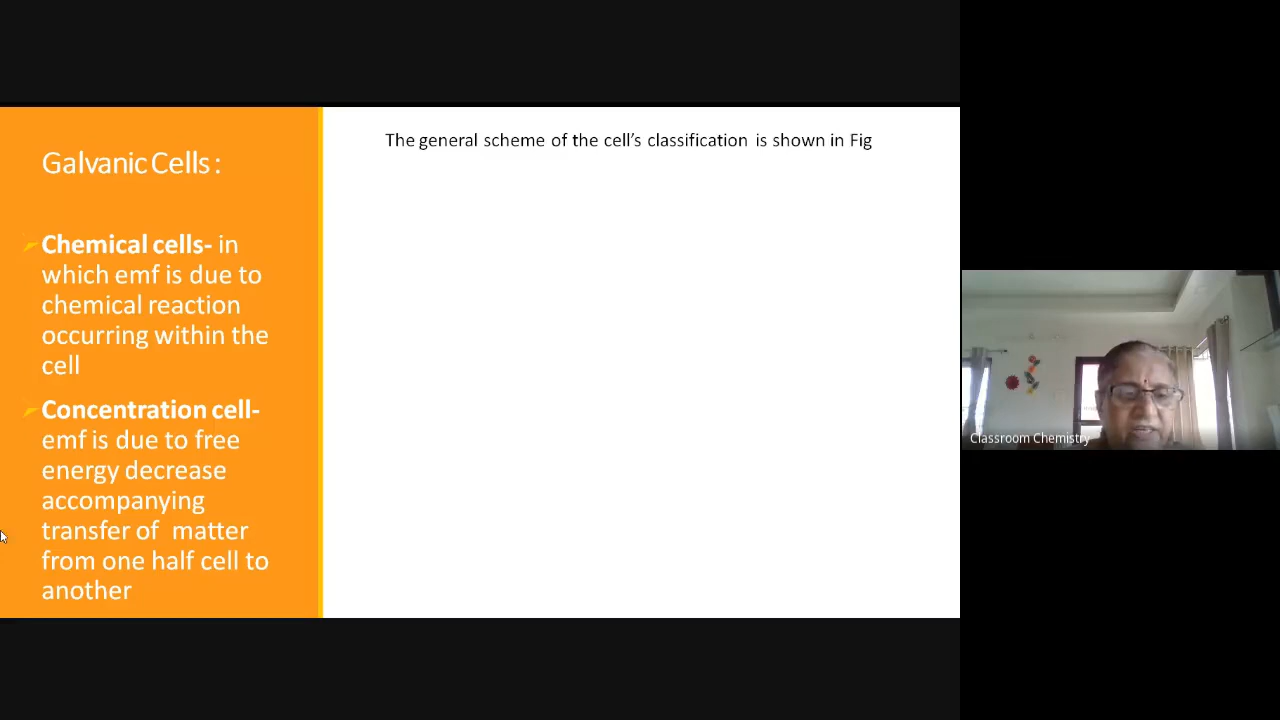 Galvanic Cells :
Chemical cells- in
which emf is due to
chemical reaction
occurring within the
cell
Concentration cell-
emf is due to free
energy decrease
accompanying
transfer of matter
from one half cell to
another
The general scheme of the cell’s classification is shown in Fig
Classroom Chemistry